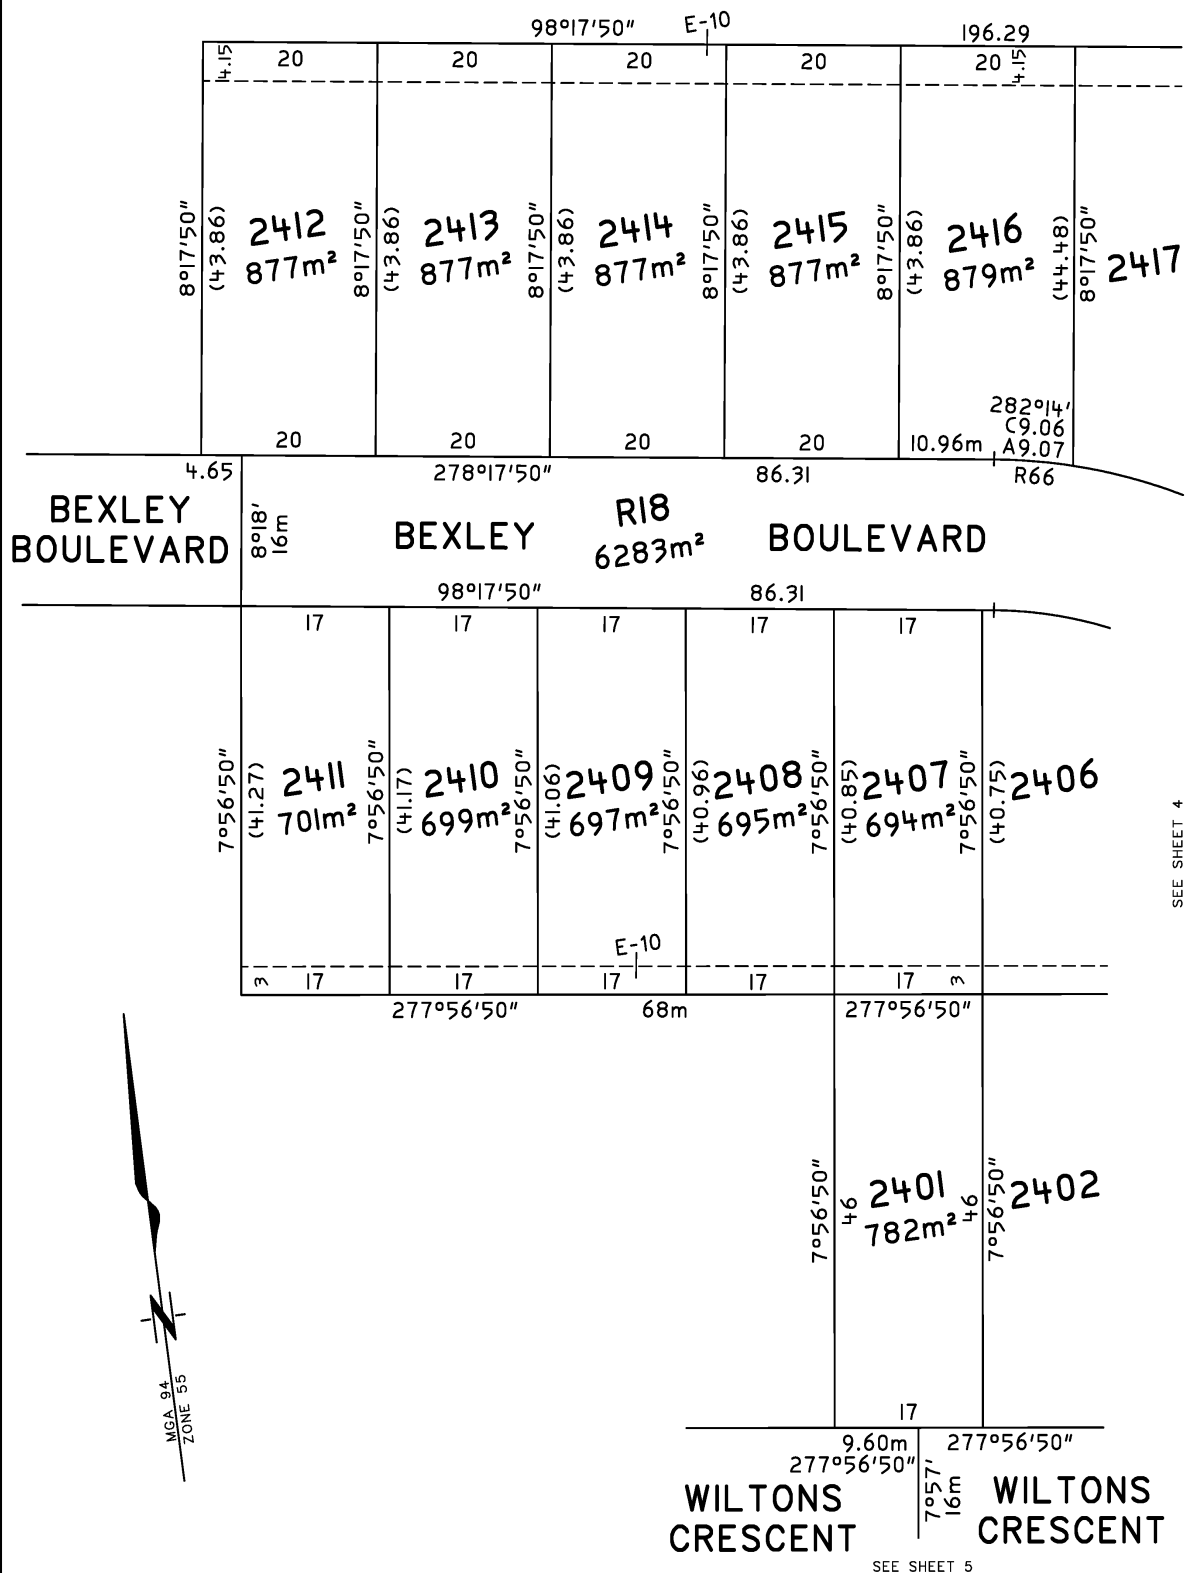 98°17'50" E-10 196.29
4.15 20 20 20 20 20 4.15
8°17'50" (43.86) 2412 877m² 8°17'50" (43.86) 2413 877m² 8°17'50" (43.86) 2414 877m² 8°17'50" (43.86) 2415 877m² 8°17'50" (43.86) 2416 879m² (44.48) 8°17'50" 2417
282°14'
C9.06
20 20 20 20 10.96m A9.07
4.65 278°17'50" 86.31 R66
BEXLEY
BOULEVARD
8°18'
16m
BEXLEY
R18
6283m²
BOULEVARD
98°17'50" 86.31
17 17 17 17 17
7°56'50" (41.27) 2411 701m² 7°56'50" (41.17) 2410 699m² 7°56'50" (41.06) 2409 697m² 7°56'50" (40.96) 2408 695m² 7°56'50" (40.85) 2407 694m² 7°56'50" (40.75) 2406
SEE SHEET 4
E-10
3 17 17 17 17 17 3
277°56'50" 68m 277°56'50"
7°56'50" 46 2401 782m² 46 7°56'50" 2402
MGA 94
ZONE 55
17
9.60m 277°56'50"
277°56'50"
7°57'
16m
WILTONS
CRESCENT
WILTONS
CRESCENT
SEE SHEET 5